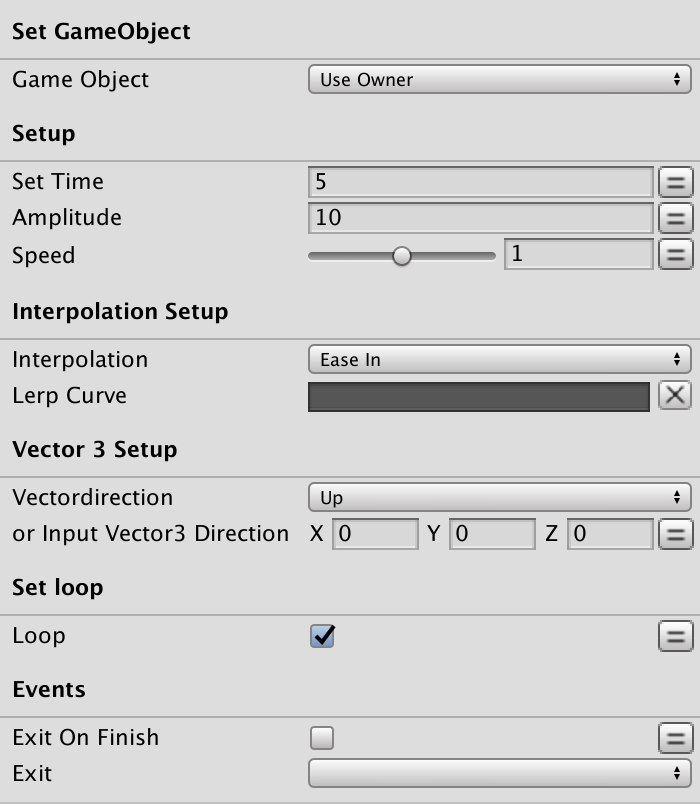 Set GameObject
Game Object Use Owner
Setup
Set Time 5
Amplitude 10
Speed 1
Interpolation Setup
Interpolation Ease In
Lerp Curve
Vector 3 Setup
Vectordirection Up
or Input Vector3 Direction X 0 Y 0 Z 0
Set loop
Loop
Events
Exit On Finish
Exit